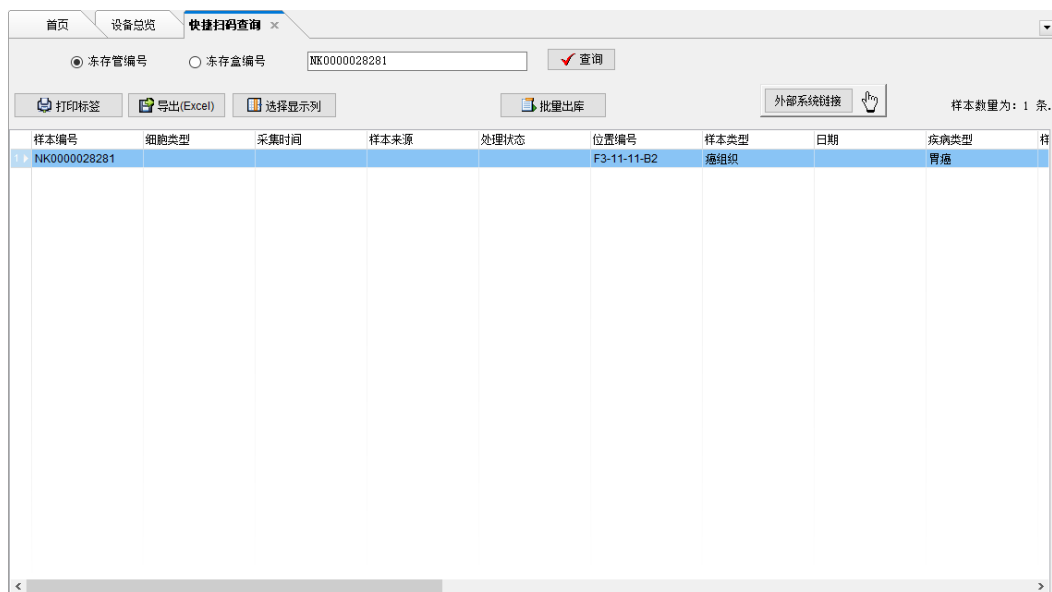 首页 设备总览 快捷扫码查询
冻存管编号 冻存盒编号 NK0000028281 查询
打印标签 导出(Excel) 选择显示列 批量出库 外部系统链接 样本数量为: 1 条.
样本编号 细胞类型 采集时间 样本来源 处理状态 位置编号 样本类型 日期 疾病类型 样
1 NK0000028281 F3-11-11-B2 癌组织 胃癌